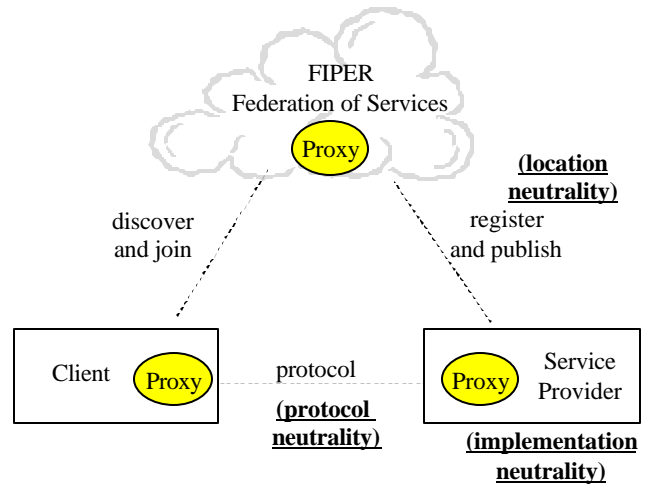 FIPER
Federation of Services
Proxy
(location
neutrality)
discover
and join
register
and publish
Client
Proxy
protocol
(protocol
neutrality)
Proxy
Service
Provider
(implementation
neutrality)